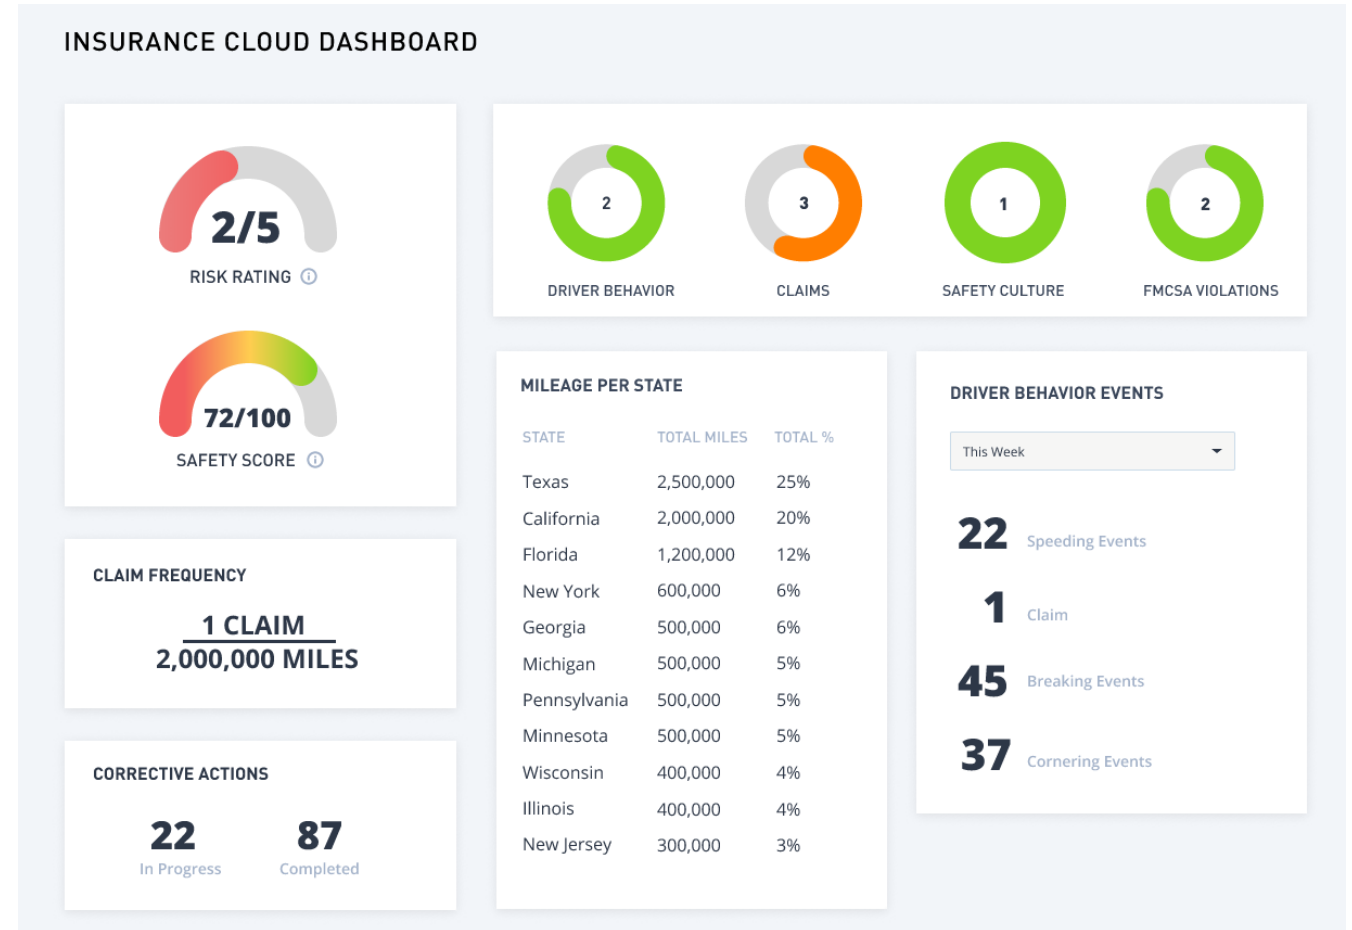 INSURANCE CLOUD DASHBOARD
2/5
RISK RATING
72/100
SAFETY SCORE
2
DRIVER BEHAVIOR
3
CLAIMS
1
SAFETY CULTURE
2
FMCSA VIOLATIONS
CLAIM FREQUENCY
1 CLAIM
2,000,000 MILES
CORRECTIVE ACTIONS
22 87
In Progress Completed
MILEAGE PER STATE
STATE TOTAL MILES TOTAL %
Texas 2,500,000 25%
California 2,000,000 20%
Florida 1,200,000 12%
New York 600,000 6%
Georgia 500,000 6%
Michigan 500,000 5%
Pennsylvania 500,000 5%
Minnesota 500,000 5%
Wisconsin 400,000 4%
Illinois 400,000 4%
New Jersey 300,000 3%
DRIVER BEHAVIOR EVENTS
This Week
22 Speeding Events
1 Claim
45 Breaking Events
37 Cornering Events